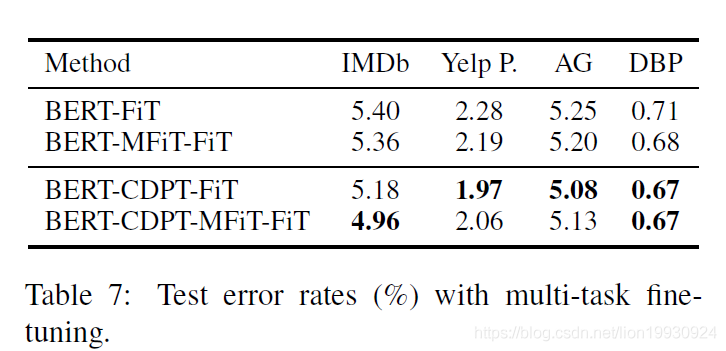 Method IMDb Yelp P. AG DBP
BERT-FiT 5.40 2.28 5.25 0.71
BERT-MFiT-FiT 5.36 2.19 5.20 0.68
BERT-CDPT-FiT 5.18 1.97 5.08 0.67
BERT-CDPT-MFiT-FiT 4.96 2.06 5.13 0.67
Table 7: Test error rates (%) with multi-task fine-
tuning.
https://blog.csdn.net/lion19930924